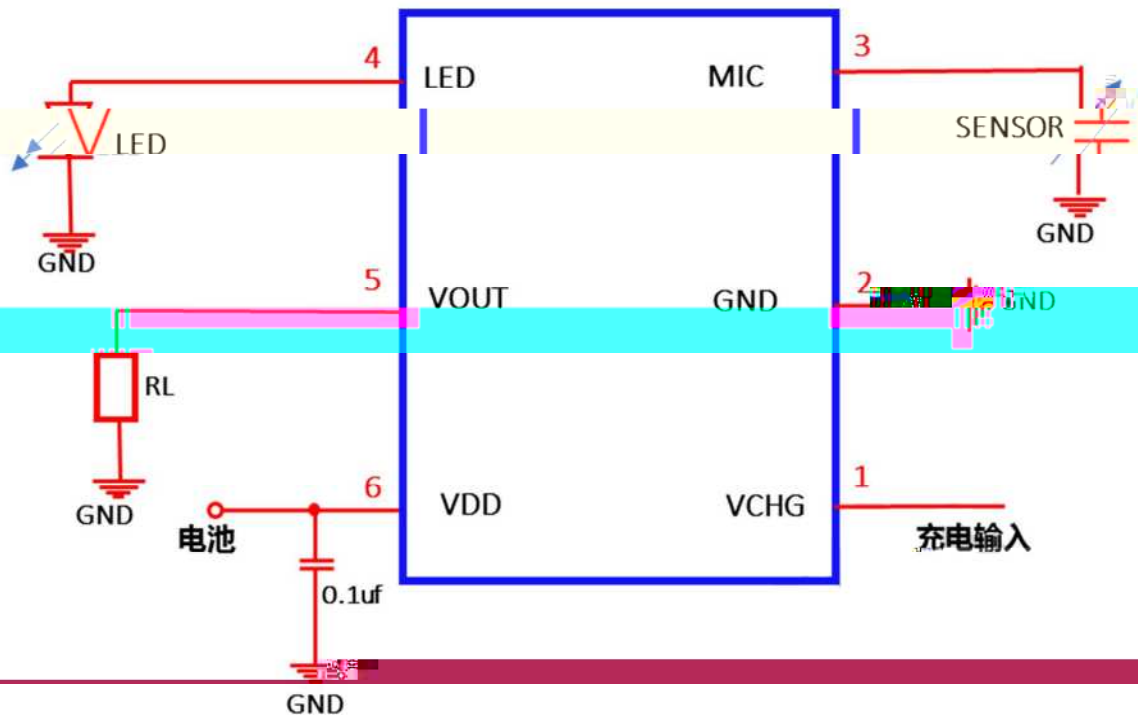 4
LED
MIC
3
LED
SENSOR
GND
GND
5
VOUT
GND
2
GND
RL
GND
6
VDD
VCHG
1
电池
充电输入
0.1uf
GND